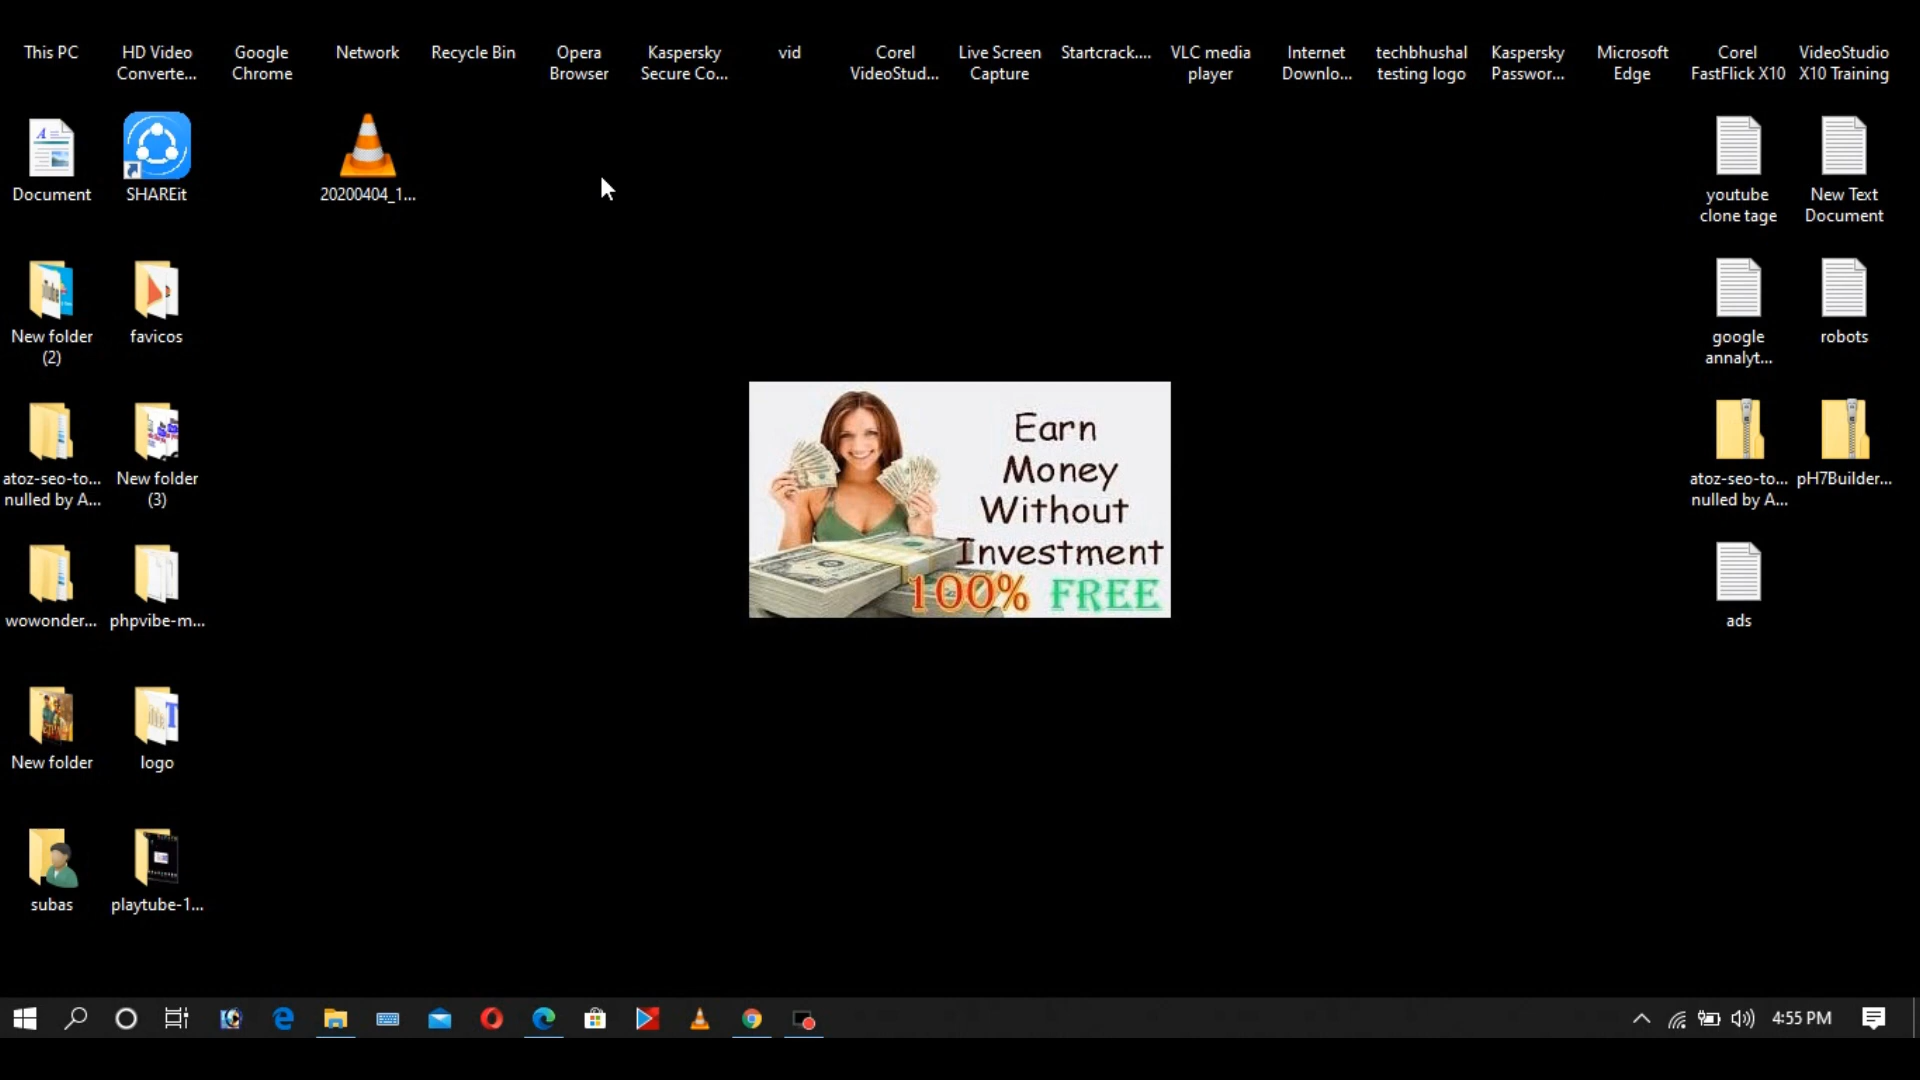 This PC
HD Video
Converte...
Google
Chrome
Network
Recycle Bin
Opera
Browser
Kaspersky
Secure Co...
vid
Corel
VideoStud...
Live Screen
Capture
Startcrack....
VLC media
player
Internet
Downlo...
techbhushal
testing logo
Kaspersky
Passwor...
Microsoft
Edge
Corel
FastFlick X10
VideoStudio
X10 Training
Document
SHAREit
20200404_1...
youtube
clone tage
New Text
Document
New folder
(2)
favicos
google
annalyt...
robots
atoz-seo-to...
nulled by A...
New folder
(3)
atoz-seo-to...
nulled by A...
pH7Builder...
Earn
Money
Without
Investment
100% FREE
wowonder...
phpvibe-m...
ads
New folder
logo
subas
playtube-1...
4:55 PM